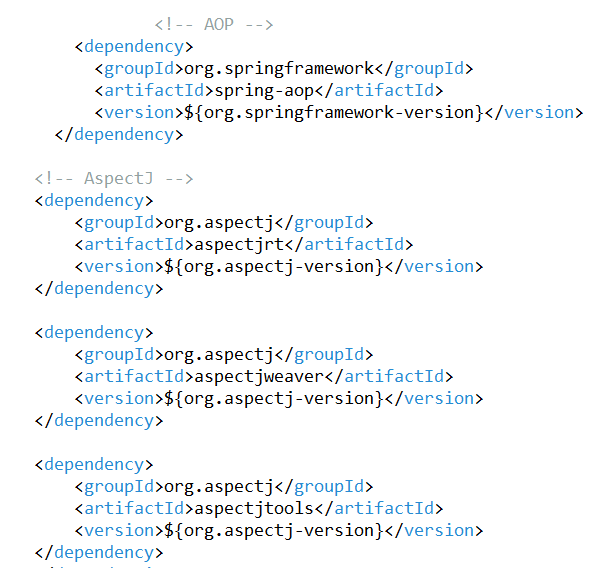 <!-- AOP -->
<dependency>
<groupId>org.springframework</groupId>
<artifactId>spring-aop</artifactId>
<version>${org.springframework-version}</version>
</dependency>
<!-- AspectJ -->
<dependency>
<groupId>org.aspectj</groupId>
<artifactId>aspectjrt</artifactId>
<version>${org.aspectj-version}</version>
</dependency>
<dependency>
<groupId>org.aspectj</groupId>
<artifactId>aspectjweaver</artifactId>
<version>${org.aspectj-version}</version>
</dependency>
<dependency>
<groupId>org.aspectj</groupId>
<artifactId>aspectjtools</artifactId>
<version>${org.aspectj-version}</version>
</dependency>